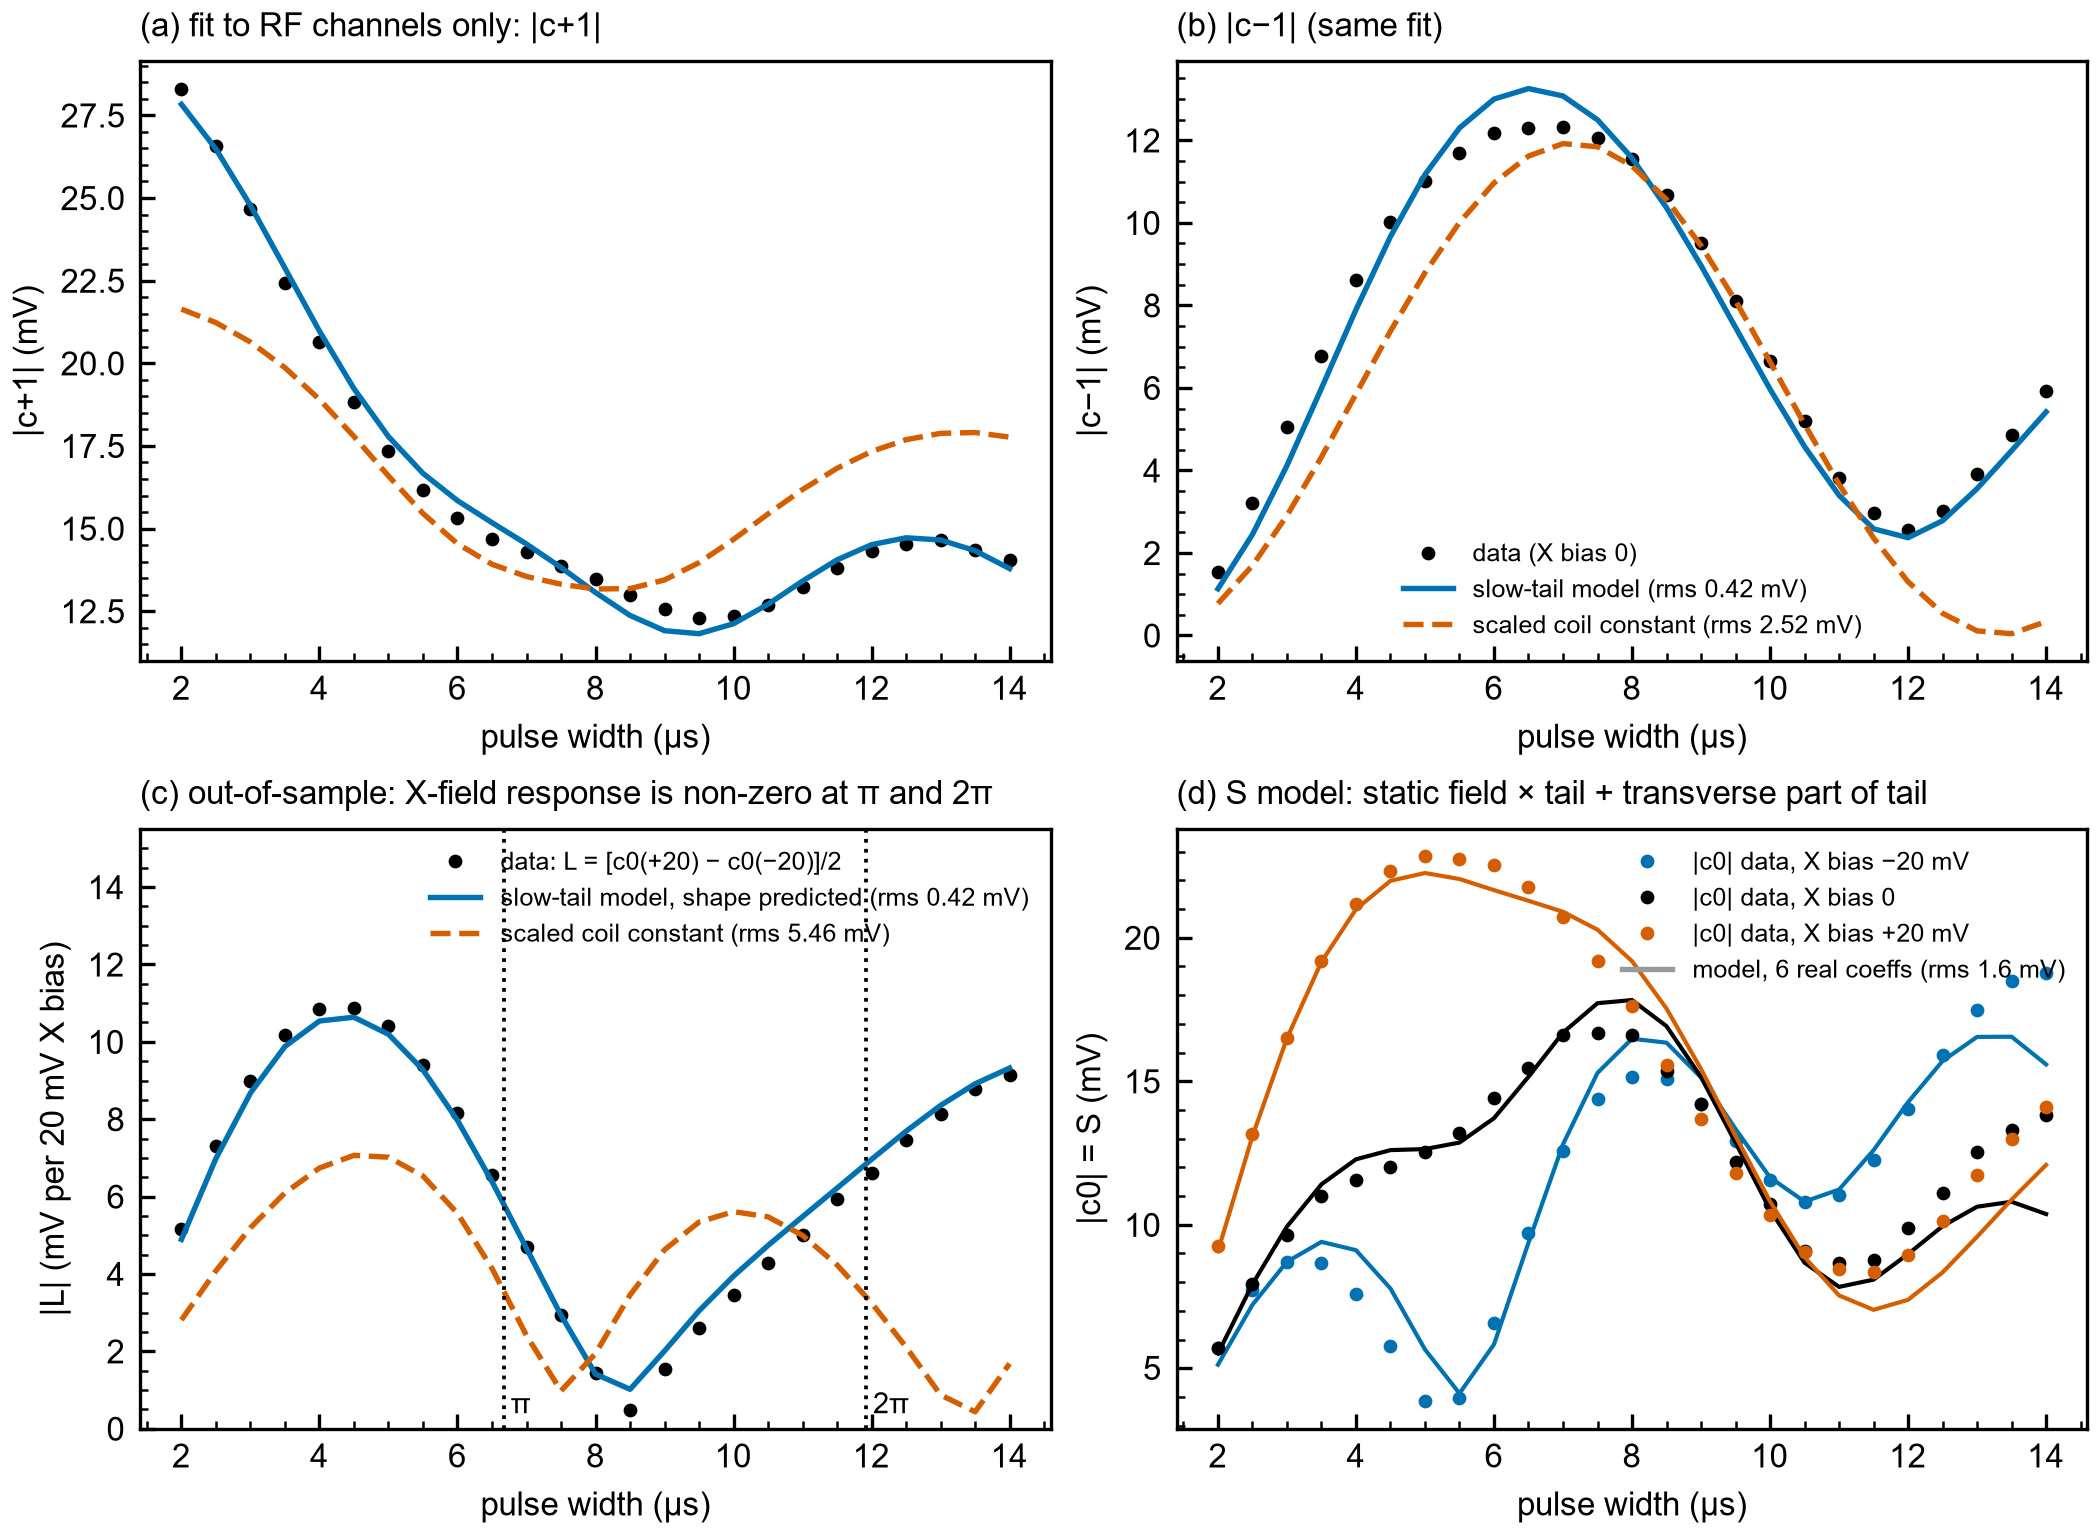 (a) fit to RF channels only: |c+1|
|c+1| (mV)
27.5
25.0
22.5
20.0
17.5
15.0
12.5
2
4
6
8
10
12
14
pulse width (µs)
(b) |c−1| (same fit)
|c−1| (mV)
12
10
8
6
4
2
0
data (X bias 0)
slow-tail model (rms 0.42 mV)
scaled coil constant (rms 2.52 mV)
2
4
6
8
10
12
14
pulse width (µs)
(c) out-of-sample: X-field response is non-zero at π and 2π
|L| (mV per 20 mV X bias)
14
12
10
8
6
4
2
0
data: L = [c0(+20) − c0(−20)]/2
slow-tail model, shape predicted (rms 0.42 mV)
scaled coil constant (rms 5.46 mV)
π
2π
2
4
6
8
10
12
14
pulse width (µs)
(d) S model: static field × tail + transverse part of tail
|c0| = S (mV)
20
15
10
5
|c0| data, X bias −20 mV
|c0| data, X bias 0
|c0| data, X bias +20 mV
model, 6 real coeffs (rms 1.6 mV)
2
4
6
8
10
12
14
pulse width (µs)